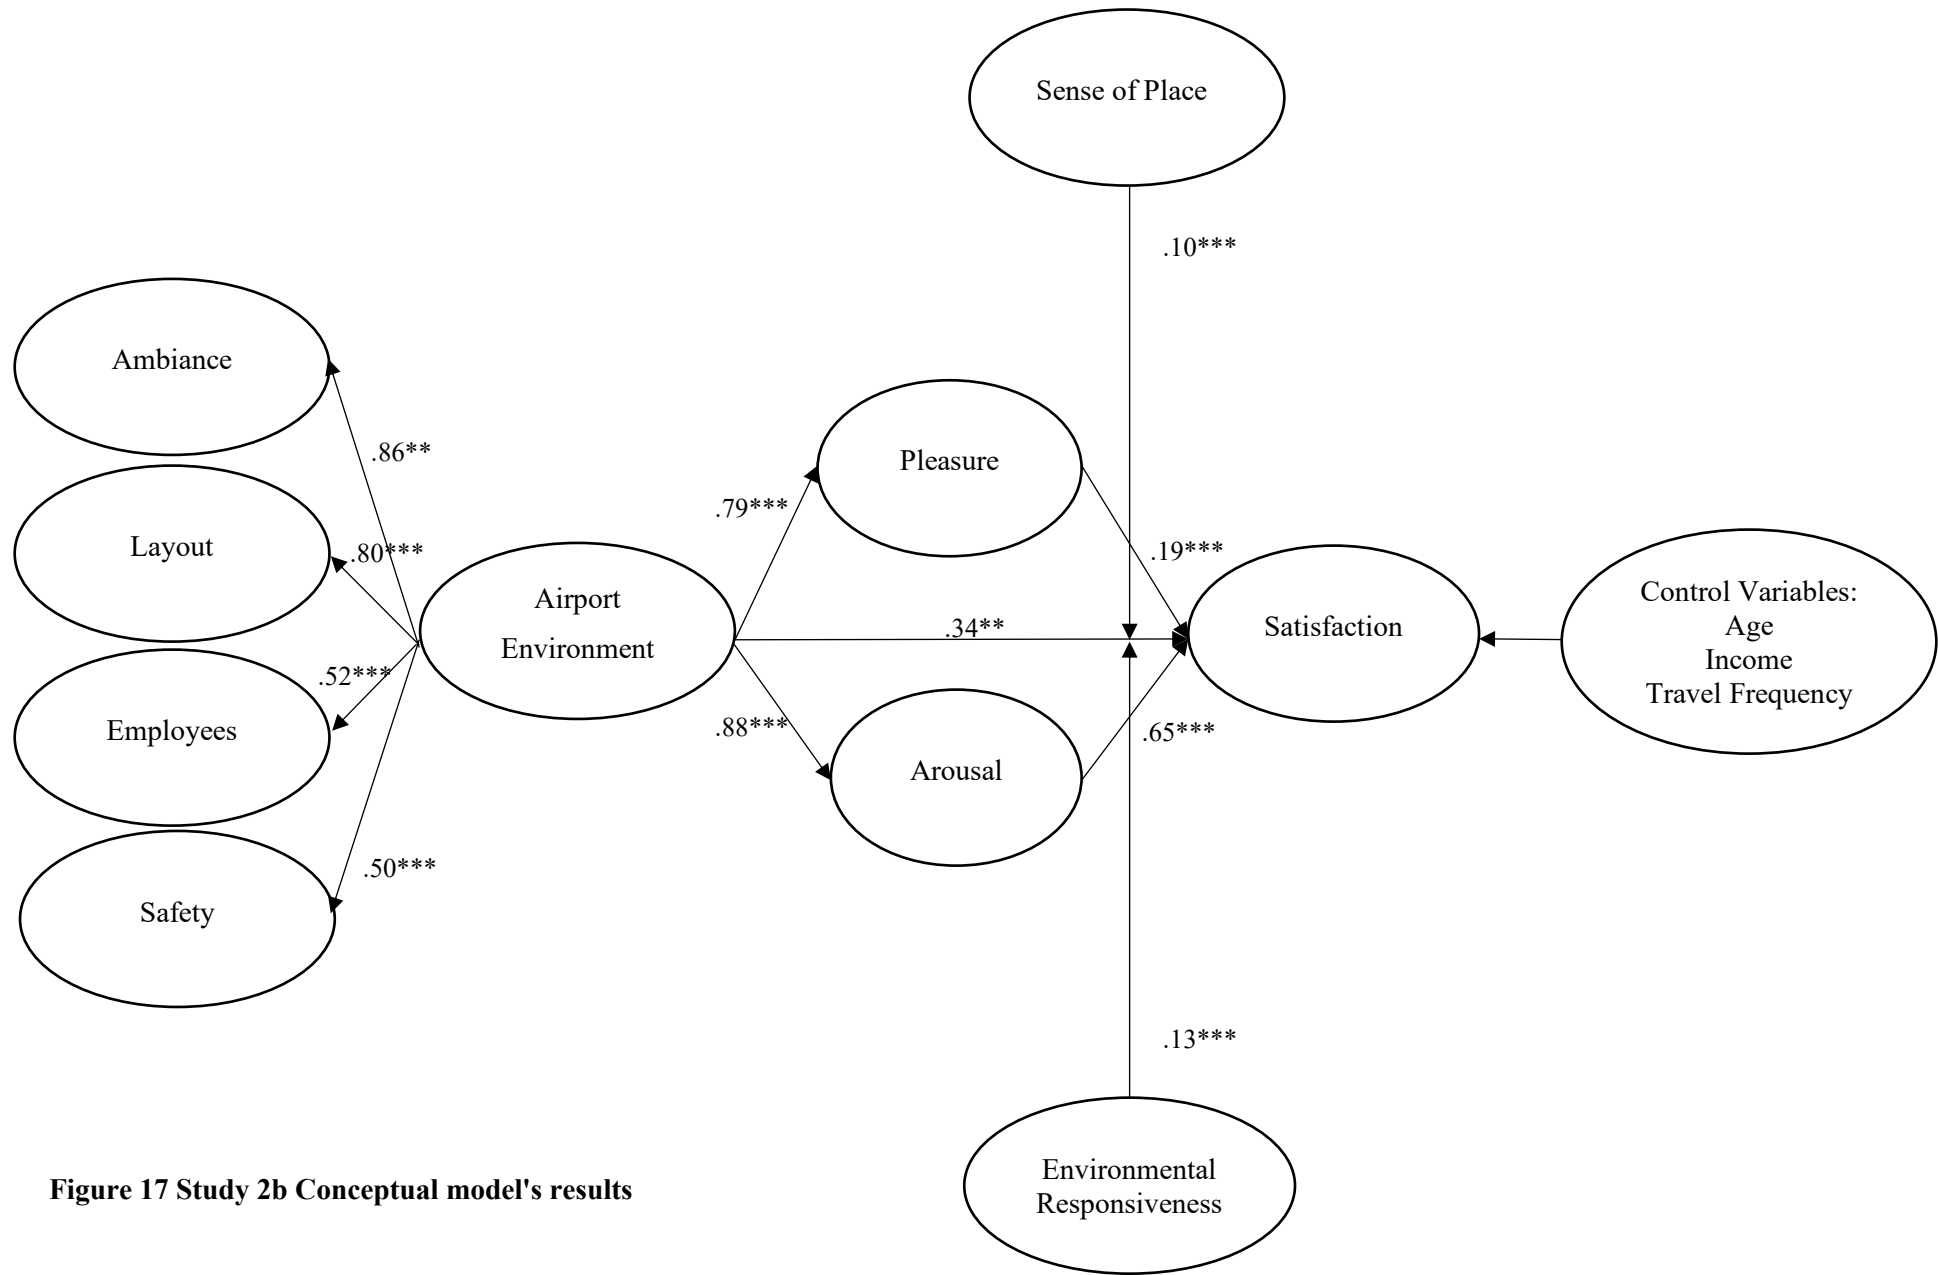 Sense of Place
.10***
Ambiance
.86**
Pleasure
.79***
Layout
.80***
.19***
Airport
Environment
.34**
Satisfaction
Control Variables:
Age
Income
Travel Frequency
.52***
Employees
.88***
.65***
Arousal
.50***
Safety
.13***
Environmental
Responsiveness
Figure 17 Study 2b Conceptual model's results